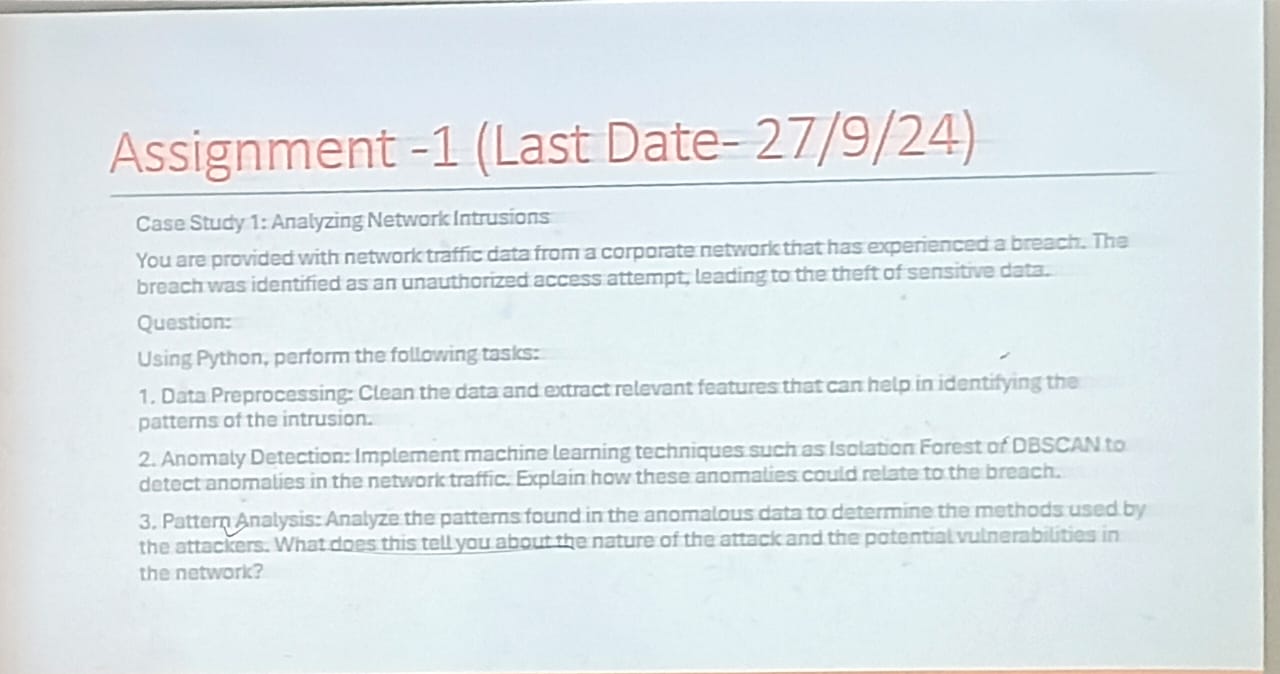 Assignment -1 (Last Date- 27/9/24)
Case Study 1: Analyzing Network Intrusions
You are provided with network traffic data from a corporate network that has experienced a breach. The
breach was identified as an unauthorized access attempt, leading to the theft of sensitive data.
Question:
Using Python, perform the following tasks:
1. Data Preprocessing: Clean the data and extract relevant features that can help in identifying the
patterns of the intrusion.
2. Anomaly Detection: Implement machine learning techniques such as Isolation Forest of DBSCAN to
detect anomalies in the network traffic. Explain how these anomalies could relate to the breach.
3. Pattern Analysis: Analyze the patterns found in the anomalous data to determine the methods used by
the attackers. What does this tell you about the nature of the attack and the potential vulnerabilities in
the network?